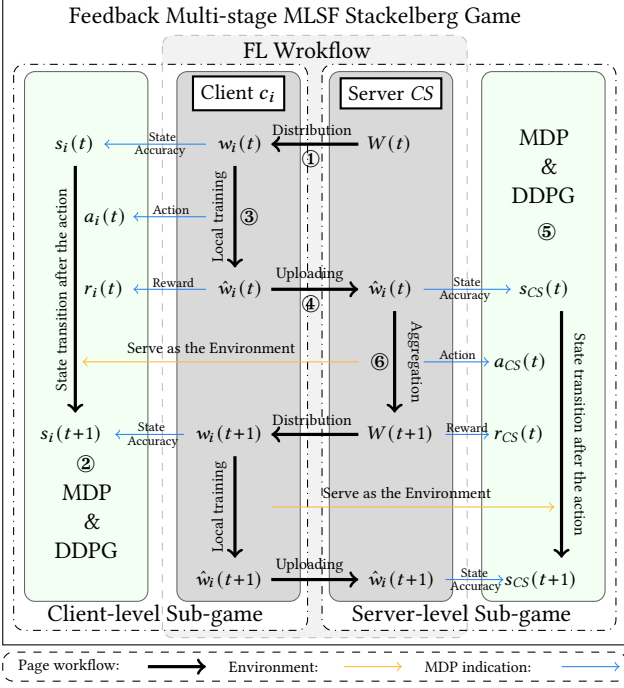 Feedback Multi-stage MLSF Stackelberg Game
FL Wrokflow
Client c_i
Server CS
s_i(t)
State
Accuracy
w_i(t)
Distribution
①
W(t)
MDP
&
DDPG
⑤
a_i(t)
Action
Local training
③
r_i(t)
Reward
ŵ_i(t)
Uploading
④
ŵ_i(t)
State
Accuracy
s_CS(t)
State transition after the action
Serve as the Environment
⑥
Aggregation
Action
a_CS(t)
State transition after the action
s_i(t+1)
State
Accuracy
w_i(t+1)
Distribution
W(t+1)
Reward
r_CS(t)
②
MDP
&
DDPG
Local training
Serve as the Environment
ŵ_i(t+1)
Uploading
ŵ_i(t+1)
State
Accuracy
s_CS(t+1)
Client-level Sub-game
Server-level Sub-game
Page workflow:
Environment:
MDP indication: